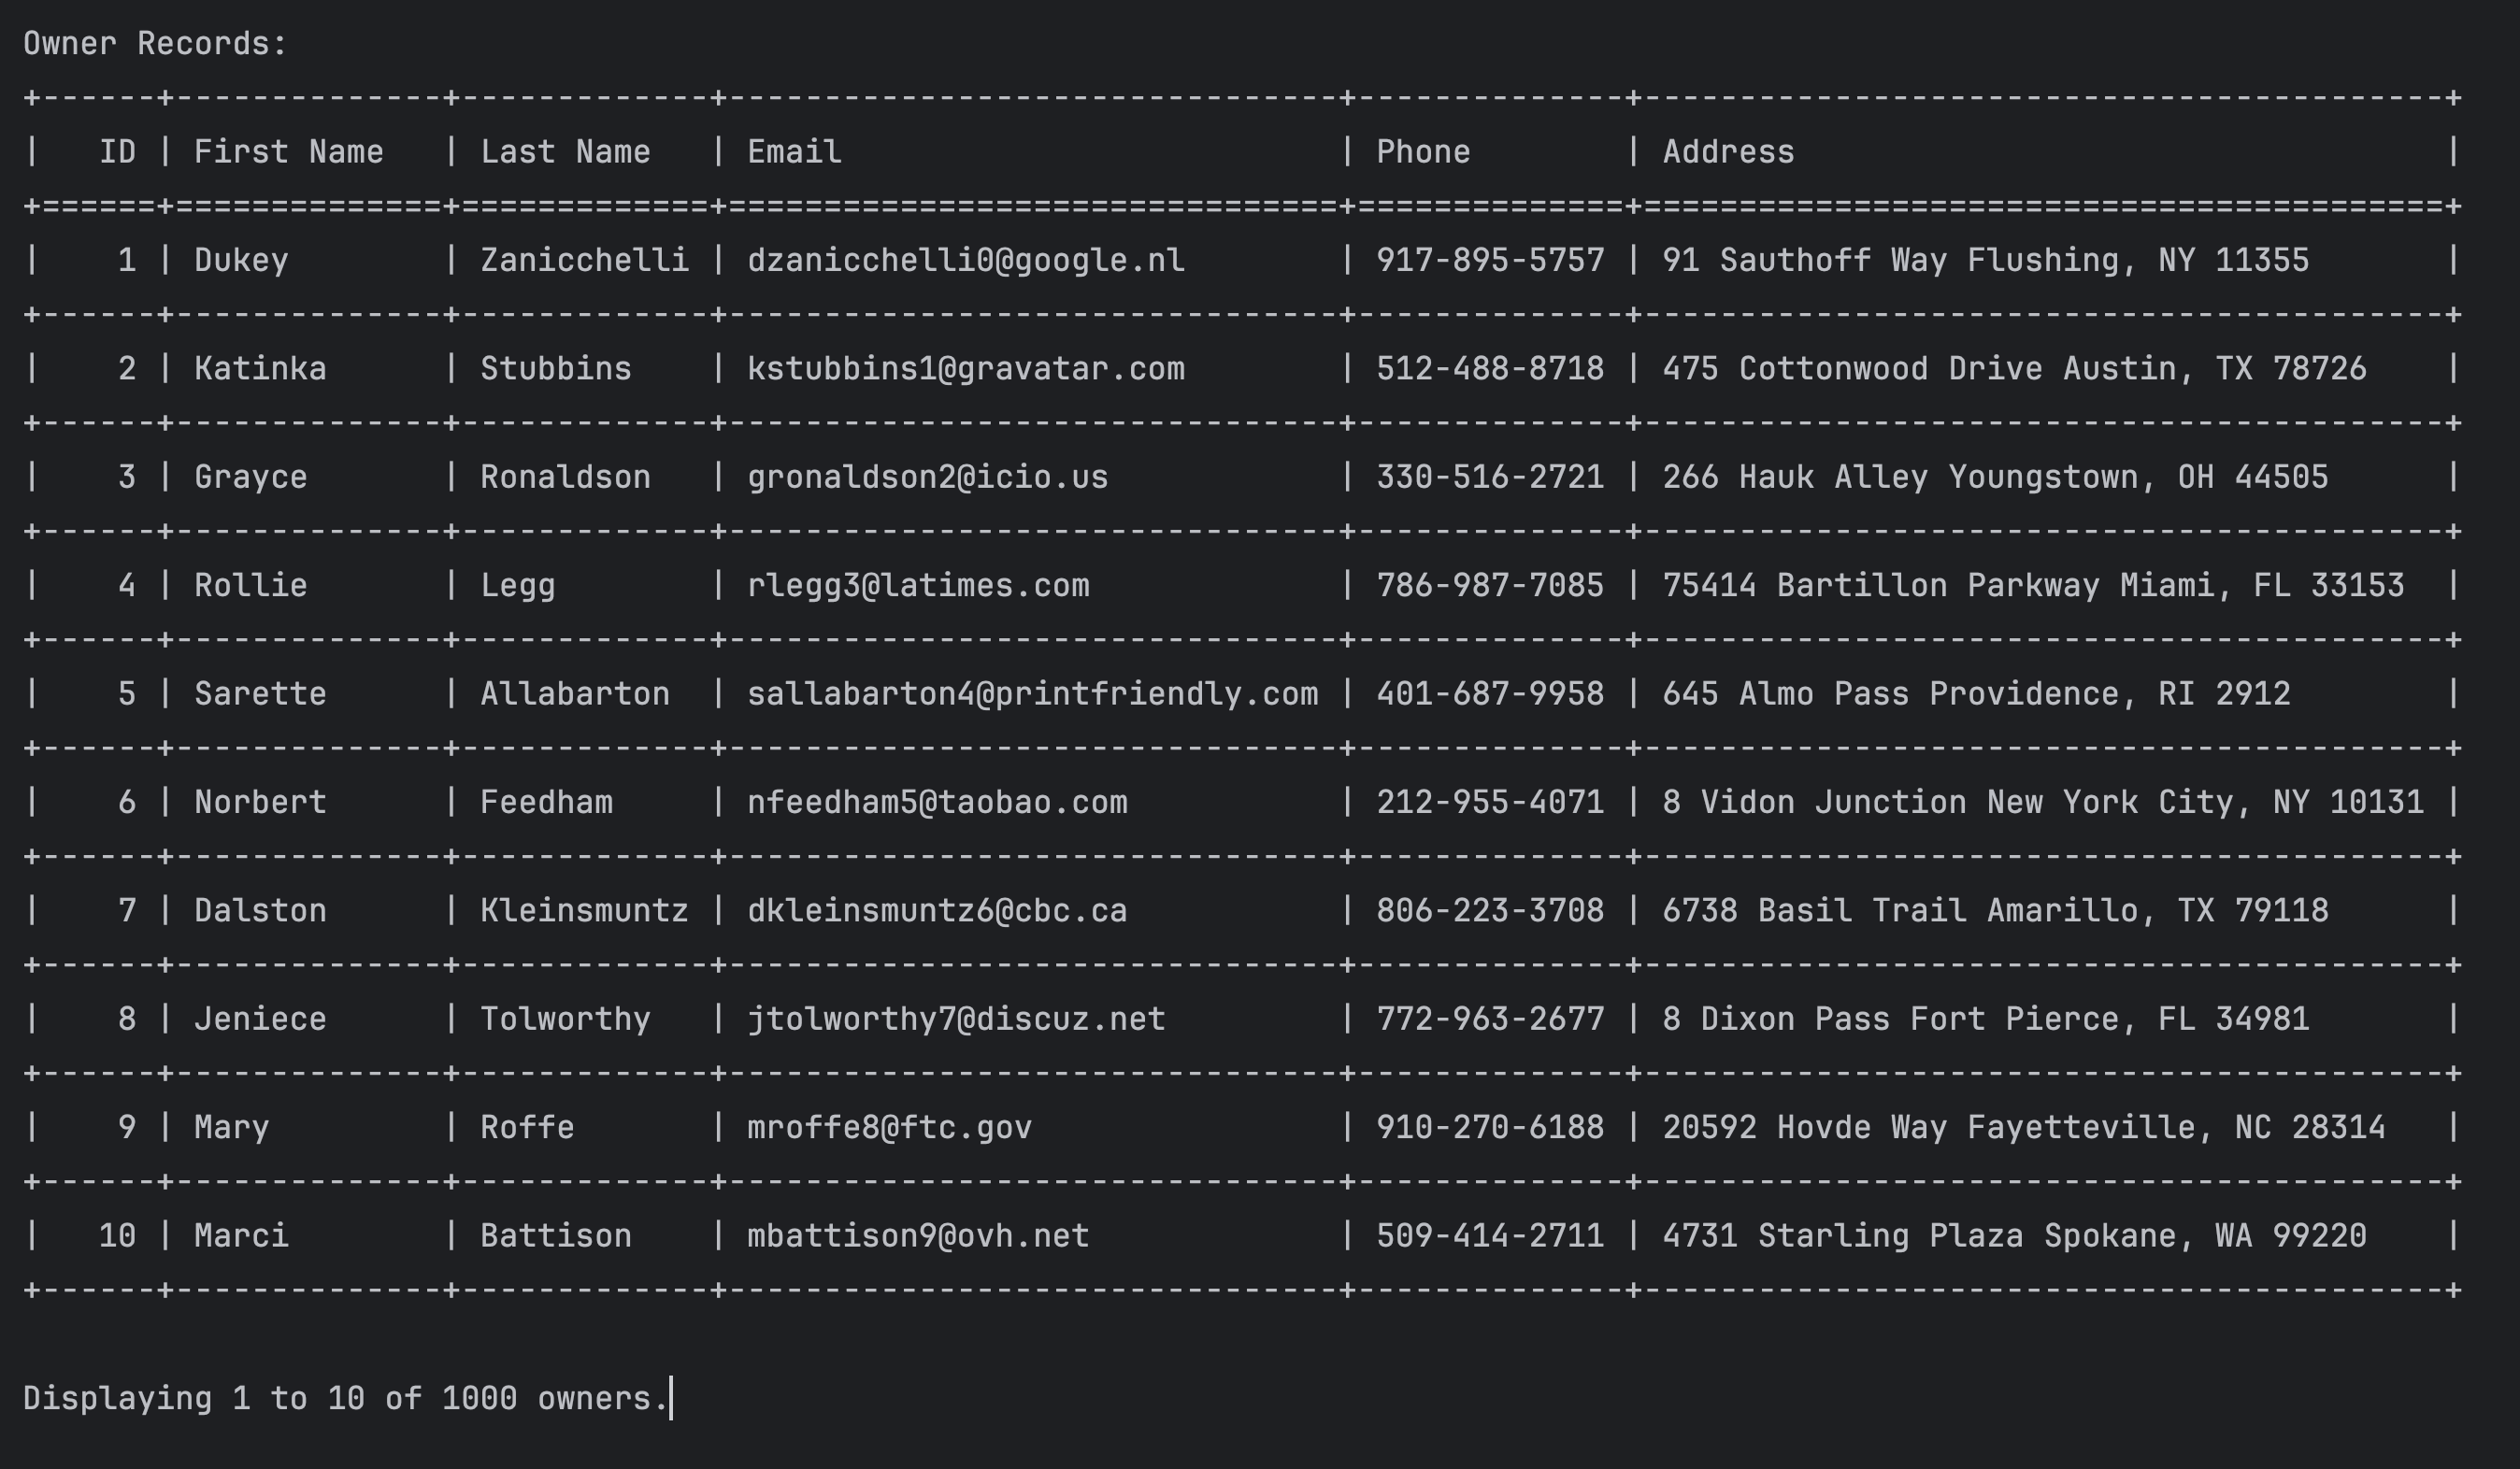 Owner Records:
+------+--------------+-------------+--------------------------------+--------------+------------------------------------------+
|   ID | First Name   | Last Name   | Email                          | Phone        | Address                                  |
+======+==============+=============+================================+==============+==========================================+
|    1 | Dukey        | Zanicchelli | dzanicchelli0@google.nl        | 917-895-5757 | 91 Sauthoff Way Flushing, NY 11355       |
+------+--------------+-------------+--------------------------------+--------------+------------------------------------------+
|    2 | Katinka      | Stubbins    | kstubbins1@gravatar.com        | 512-488-8718 | 475 Cottonwood Drive Austin, TX 78726    |
+------+--------------+-------------+--------------------------------+--------------+------------------------------------------+
|    3 | Grayce       | Ronaldson   | gronaldson2@icio.us            | 330-516-2721 | 266 Hauk Alley Youngstown, OH 44505      |
+------+--------------+-------------+--------------------------------+--------------+------------------------------------------+
|    4 | Rollie       | Legg        | rlegg3@latimes.com             | 786-987-7085 | 75414 Bartillon Parkway Miami, FL 33153  |
+------+--------------+-------------+--------------------------------+--------------+------------------------------------------+
|    5 | Sarette      | Allabarton  | sallabarton4@printfriendly.com | 401-687-9958 | 645 Almo Pass Providence, RI 2912        |
+------+--------------+-------------+--------------------------------+--------------+------------------------------------------+
|    6 | Norbert      | Feedham     | nfeedham5@taobao.com           | 212-955-4071 | 8 Vidon Junction New York City, NY 10131 |
+------+--------------+-------------+--------------------------------+--------------+------------------------------------------+
|    7 | Dalston      | Kleinsmuntz | dkleinsmuntz6@cbc.ca           | 806-223-3708 | 6738 Basil Trail Amarillo, TX 79118      |
+------+--------------+-------------+--------------------------------+--------------+------------------------------------------+
|    8 | Jeniece      | Tolworthy   | jtolworthy7@discuz.net         | 772-963-2677 | 8 Dixon Pass Fort Pierce, FL 34981       |
+------+--------------+-------------+--------------------------------+--------------+------------------------------------------+
|    9 | Mary         | Roffe       | mroffe8@ftc.gov                | 910-270-6188 | 20592 Hovde Way Fayetteville, NC 28314   |
+------+--------------+-------------+--------------------------------+--------------+------------------------------------------+
|   10 | Marci        | Battison    | mbattison9@ovh.net             | 509-414-2711 | 4731 Starling Plaza Spokane, WA 99220    |
+------+--------------+-------------+--------------------------------+--------------+------------------------------------------+
Displaying 1 to 10 of 1000 owners.